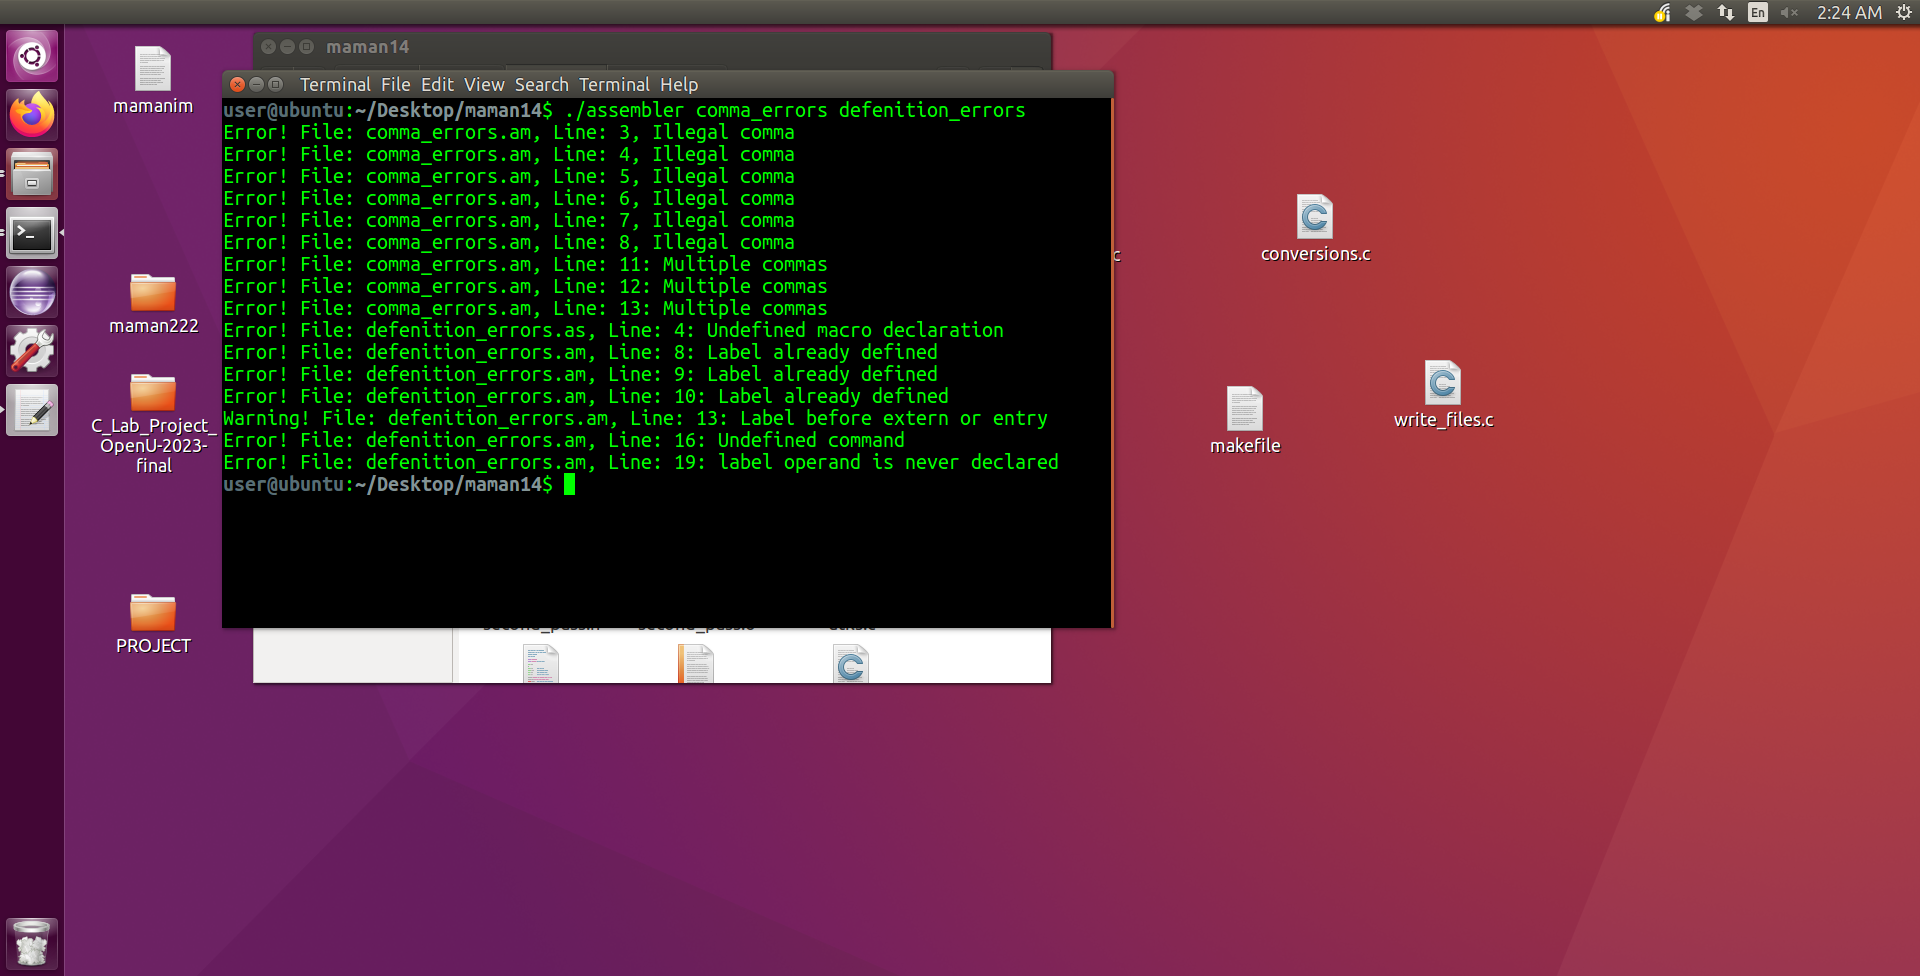 En
2:24 AM
maman14
Terminal File Edit View Search Terminal Help
user@ubuntu:~/Desktop/maman14$ ./assembler comma_errors defenition_errors
Error! File: comma_errors.am, Line: 3, Illegal comma
Error! File: comma_errors.am, Line: 4, Illegal comma
Error! File: comma_errors.am, Line: 5, Illegal comma
Error! File: comma_errors.am, Line: 6, Illegal comma
Error! File: comma_errors.am, Line: 7, Illegal comma
Error! File: comma_errors.am, Line: 8, Illegal comma
Error! File: comma_errors.am, Line: 11: Multiple commas
Error! File: comma_errors.am, Line: 12: Multiple commas
Error! File: comma_errors.am, Line: 13: Multiple commas
Error! File: defenition_errors.as, Line: 4: Undefined macro declaration
Error! File: defenition_errors.am, Line: 8: Label already defined
Error! File: defenition_errors.am, Line: 9: Label already defined
Error! File: defenition_errors.am, Line: 10: Label already defined
Warning! File: defenition_errors.am, Line: 13: Label before extern or entry
Error! File: defenition_errors.am, Line: 16: Undefined command
Error! File: defenition_errors.am, Line: 19: label operand is never declared
user@ubuntu:~/Desktop/maman14$
mamanim
maman222
C_Lab_Project_
OpenU-2023-
final
PROJECT
c
conversions.c
write_files.c
makefile